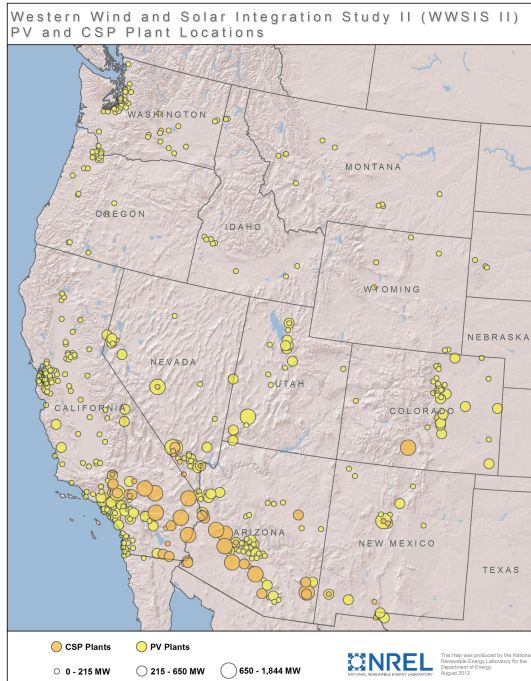 Western Wind and Solar Integration Study II (WWSIS II)
PV and CSP Plant Locations
WASHINGTON
MONTANA
OREGON
IDAHO
WYOMING
NEBRASKA
NEVADA
UTAH
COLORADO
CALIFORNIA
ARIZONA
NEW MEXICO
TEXAS
CSP Plants
PV Plants
0 - 215 MW
215 - 650 MW
650 - 1,844 MW
NREL
NATIONAL RENEWABLE ENERGY LABORATORY
This map was produced by the National
Renewable Energy Laboratory for the
Department of Energy.
August 2012